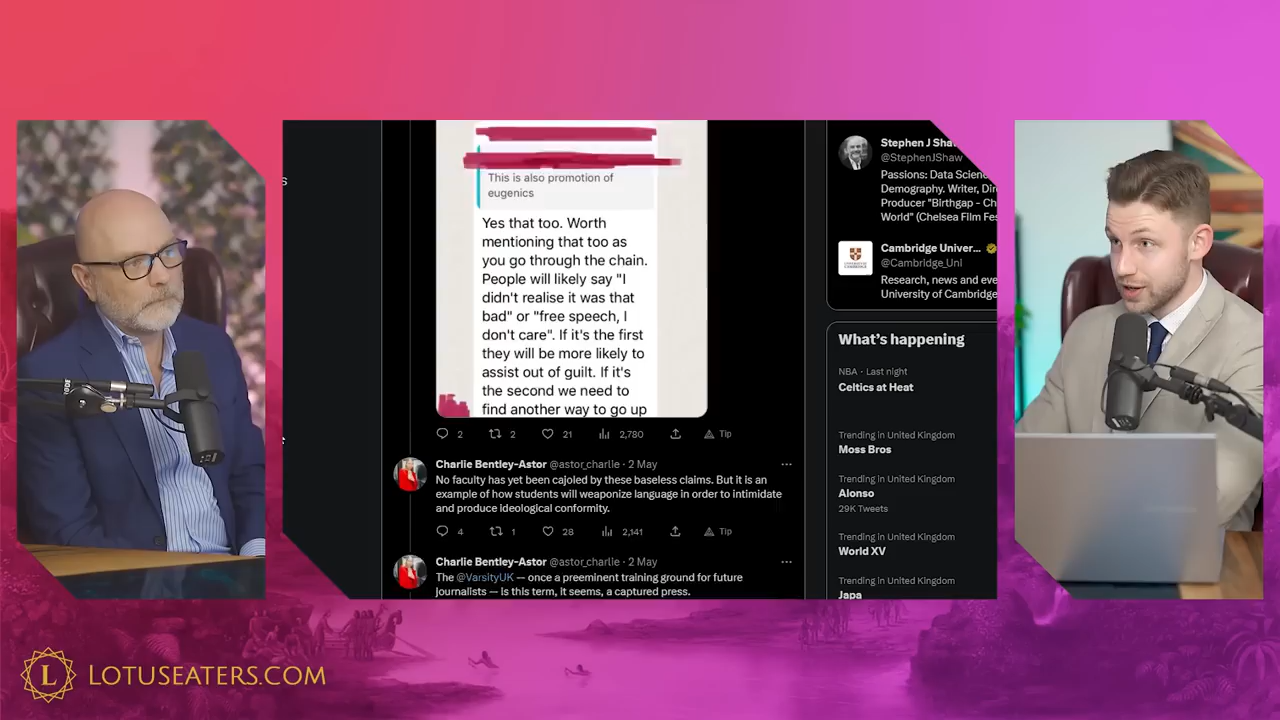 This is also promotion of
eugenics
Yes that too. Worth
mentioning that too as
you go through the chain.
People will likely say "I
didn't realise it was that
bad" or "free speech, I
don't care". If it's the first
they will be more likely to
assist out of guilt. If it's
the second we need to
find another way to go up
2 2 21 2,780 Tip
Charlie Bentley-Astor @astor_charlie · 2 May
No faculty has yet been cajoled by these baseless claims. But it is an
example of how students will weaponize language in order to intimidate
and produce ideological conformity.
4 1 28 2,141 Tip
Charlie Bentley-Astor @astor_charlie · 2 May
The @VarsityUK -- once a preeminent training ground for future
journalists -- is this term, it seems, a captured press.
Stephen J Sha
@StephenJShaw
Passions: Data Scienc
Demography. Writer, Dir
Producer "Birthgap - Ch
World" (Chelsea Film Fes
Cambridge Univer...
@Cambridge_Uni
Research, news and eve
University of Cambridge
What's happening
NBA · Last night
Celtics at Heat
Trending in United Kingdom
Moss Bros
Trending in United Kingdom
Alonso
29K Tweets
Trending in United Kingdom
World XV
Trending in United Kingdom
Japa
L LOTUSEATERS.COM